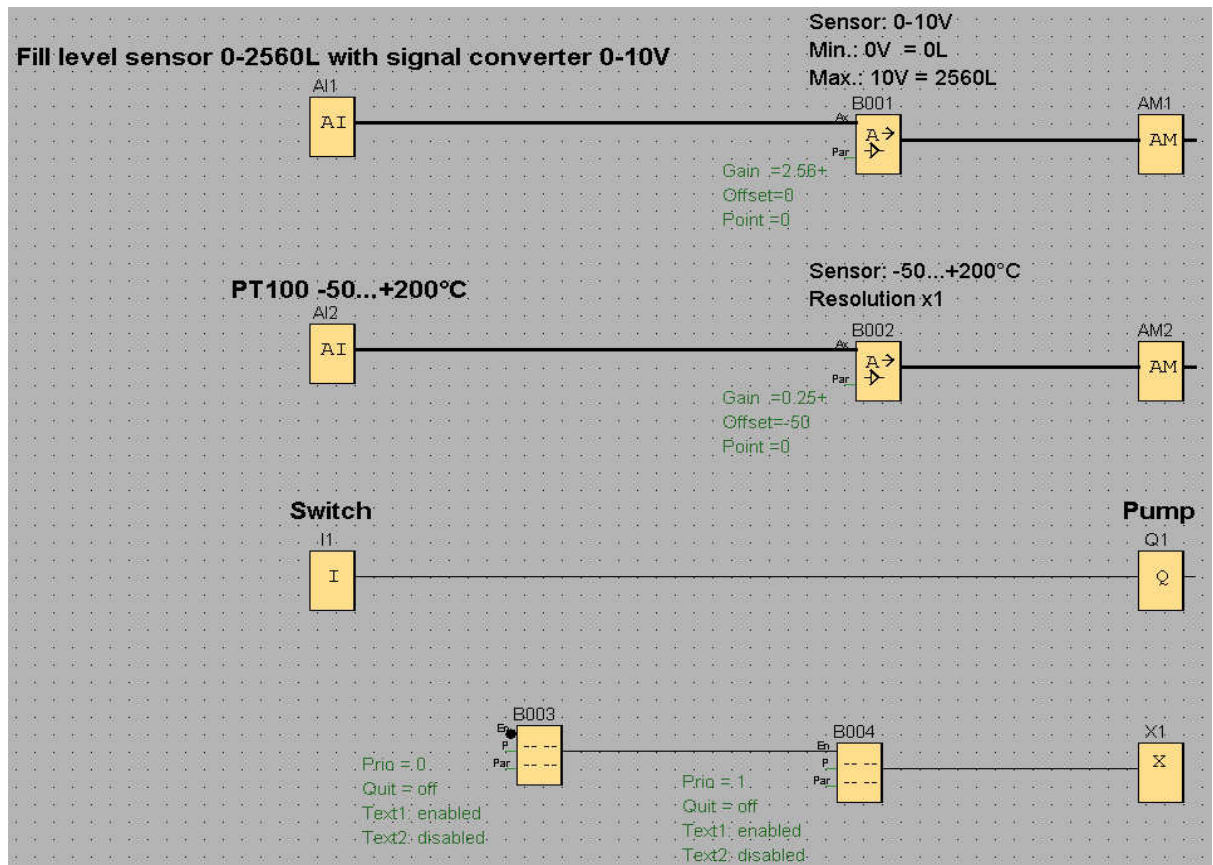 Sensor: 0-10V
Fill level sensor 0-2560L with signal converter 0-10V
Min.: 0V = 0L
Max.: 10V = 2560L
AI1
B001
AM1
AI
Ax
A
AM
Par
Gain =2.56+
Offset=0
Point =0
Sensor: -50...+200°C
PT100 -50...+200°C
Resolution x1
AI2
B002
AM2
AI
Ax
A
AM
Par
Gain =0.25+
Offset=-50
Point =0
Switch
Pump
I1
Q1
I
Q
B003
En
P
Par
B004
X1
En
P
Par
X
Prio = 0
Quit = off
Text1: enabled
Text2: disabled
Prio = 1
Quit = off
Text1: enabled
Text2: disabled